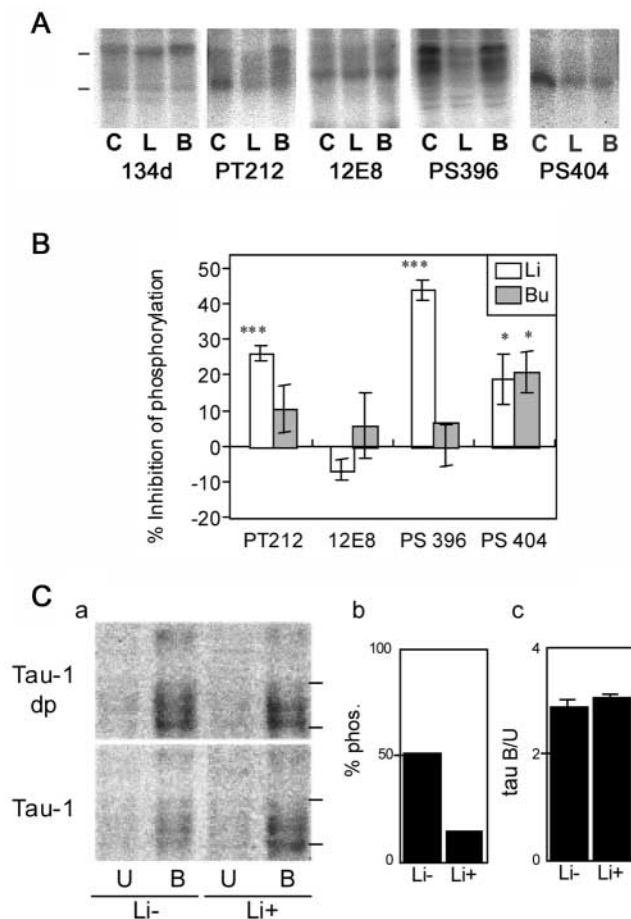 A
C L B C L B C L B C L B C L B
134d PT212 12E8 PS396 PS404
B
% Inhibition of phosphorylation
50
40
30
20
10
0
-10
-20
***
***
* *
Li
Bu
PT212 12E8 PS 396 PS 404
C
a
Tau-1
dp
Tau-1
U B U B
Li- Li+
b
% phos.
100
50
0
Li- Li+
c
tau B/U
4
2
0
Li- Li+